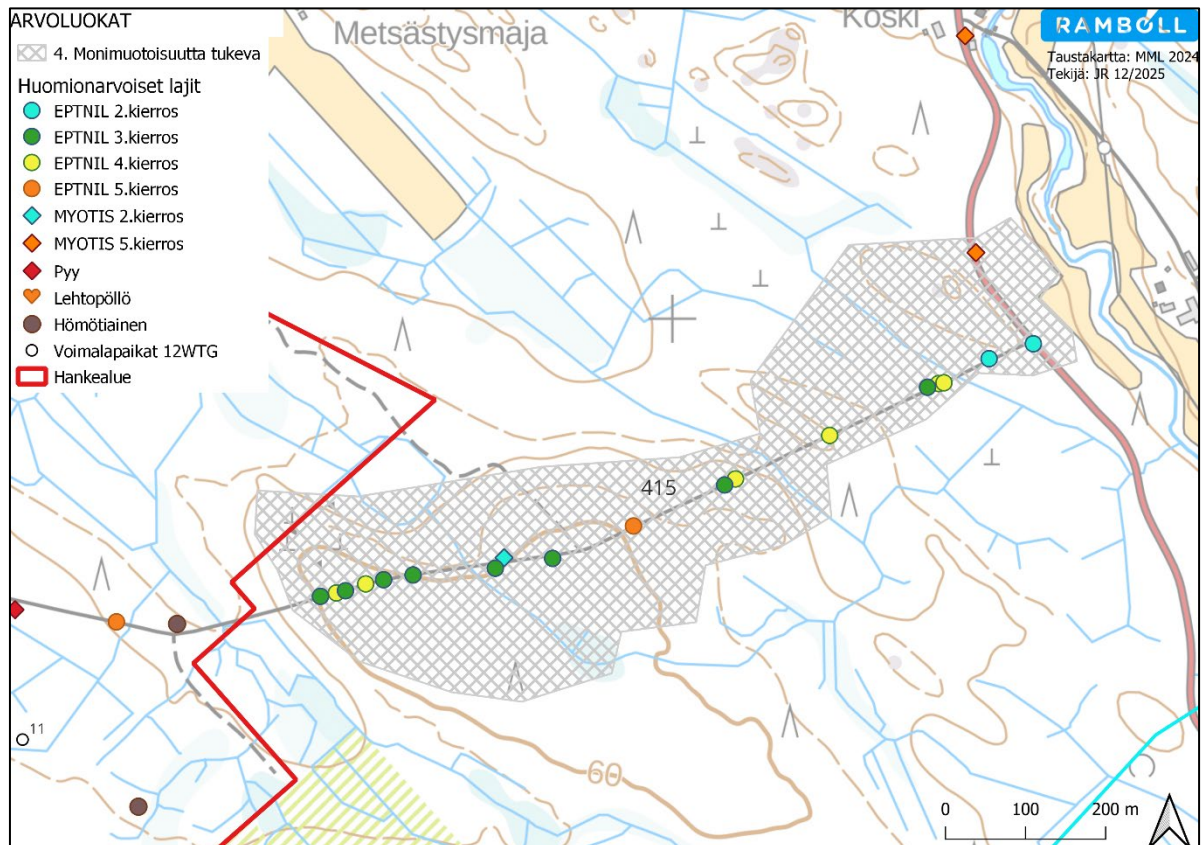 ARVOLUOKAT
4. Monimuotoisuutta tukeva
Huomionarvoiset lajit
EPTNIL 2.kierros
EPTNIL 3.kierros
EPTNIL 4.kierros
EPTNIL 5.kierros
MYOTIS 2.kierros
MYOTIS 5.kierros
Pyy
Lehtopöllö
Hömötiainen
Voimalapaikat 12WTG
Hankealue
Metsästysmaja
Koski
RAMBOLL
Taustakartta: MML 2024
Tekijä: JR 12/2025
415
11
60
0 100 200 m